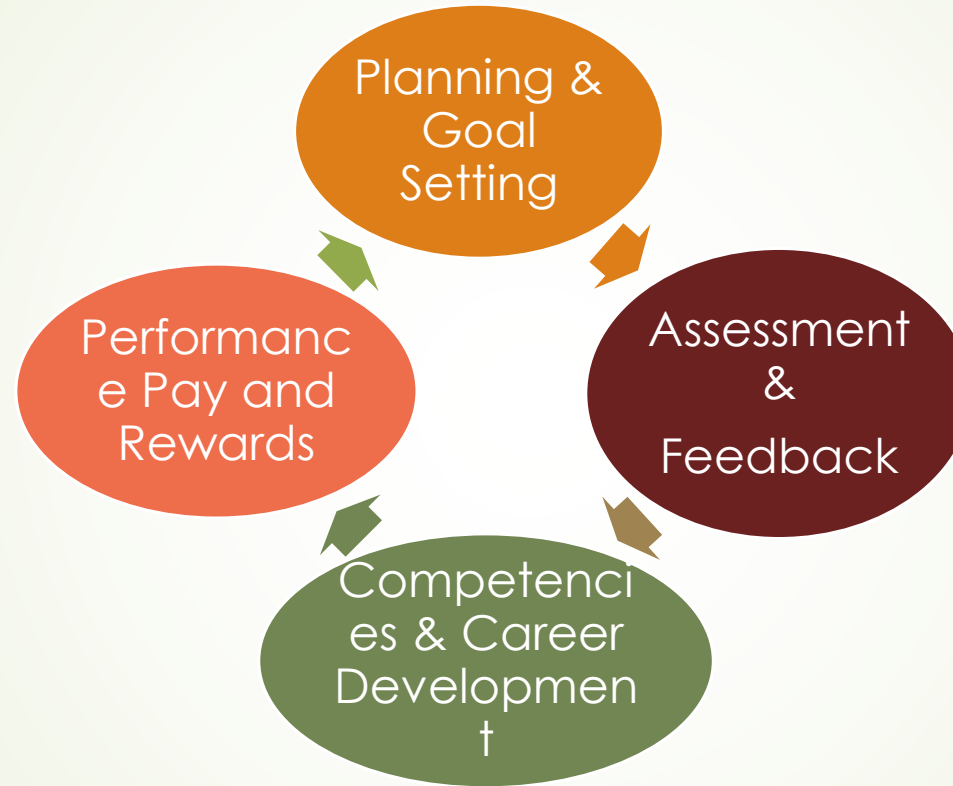 Planning &
Goal
Setting
Assessment
&
Feedback
Competenci
es & Career
Developmen
t
Performanc
e Pay and
Rewards